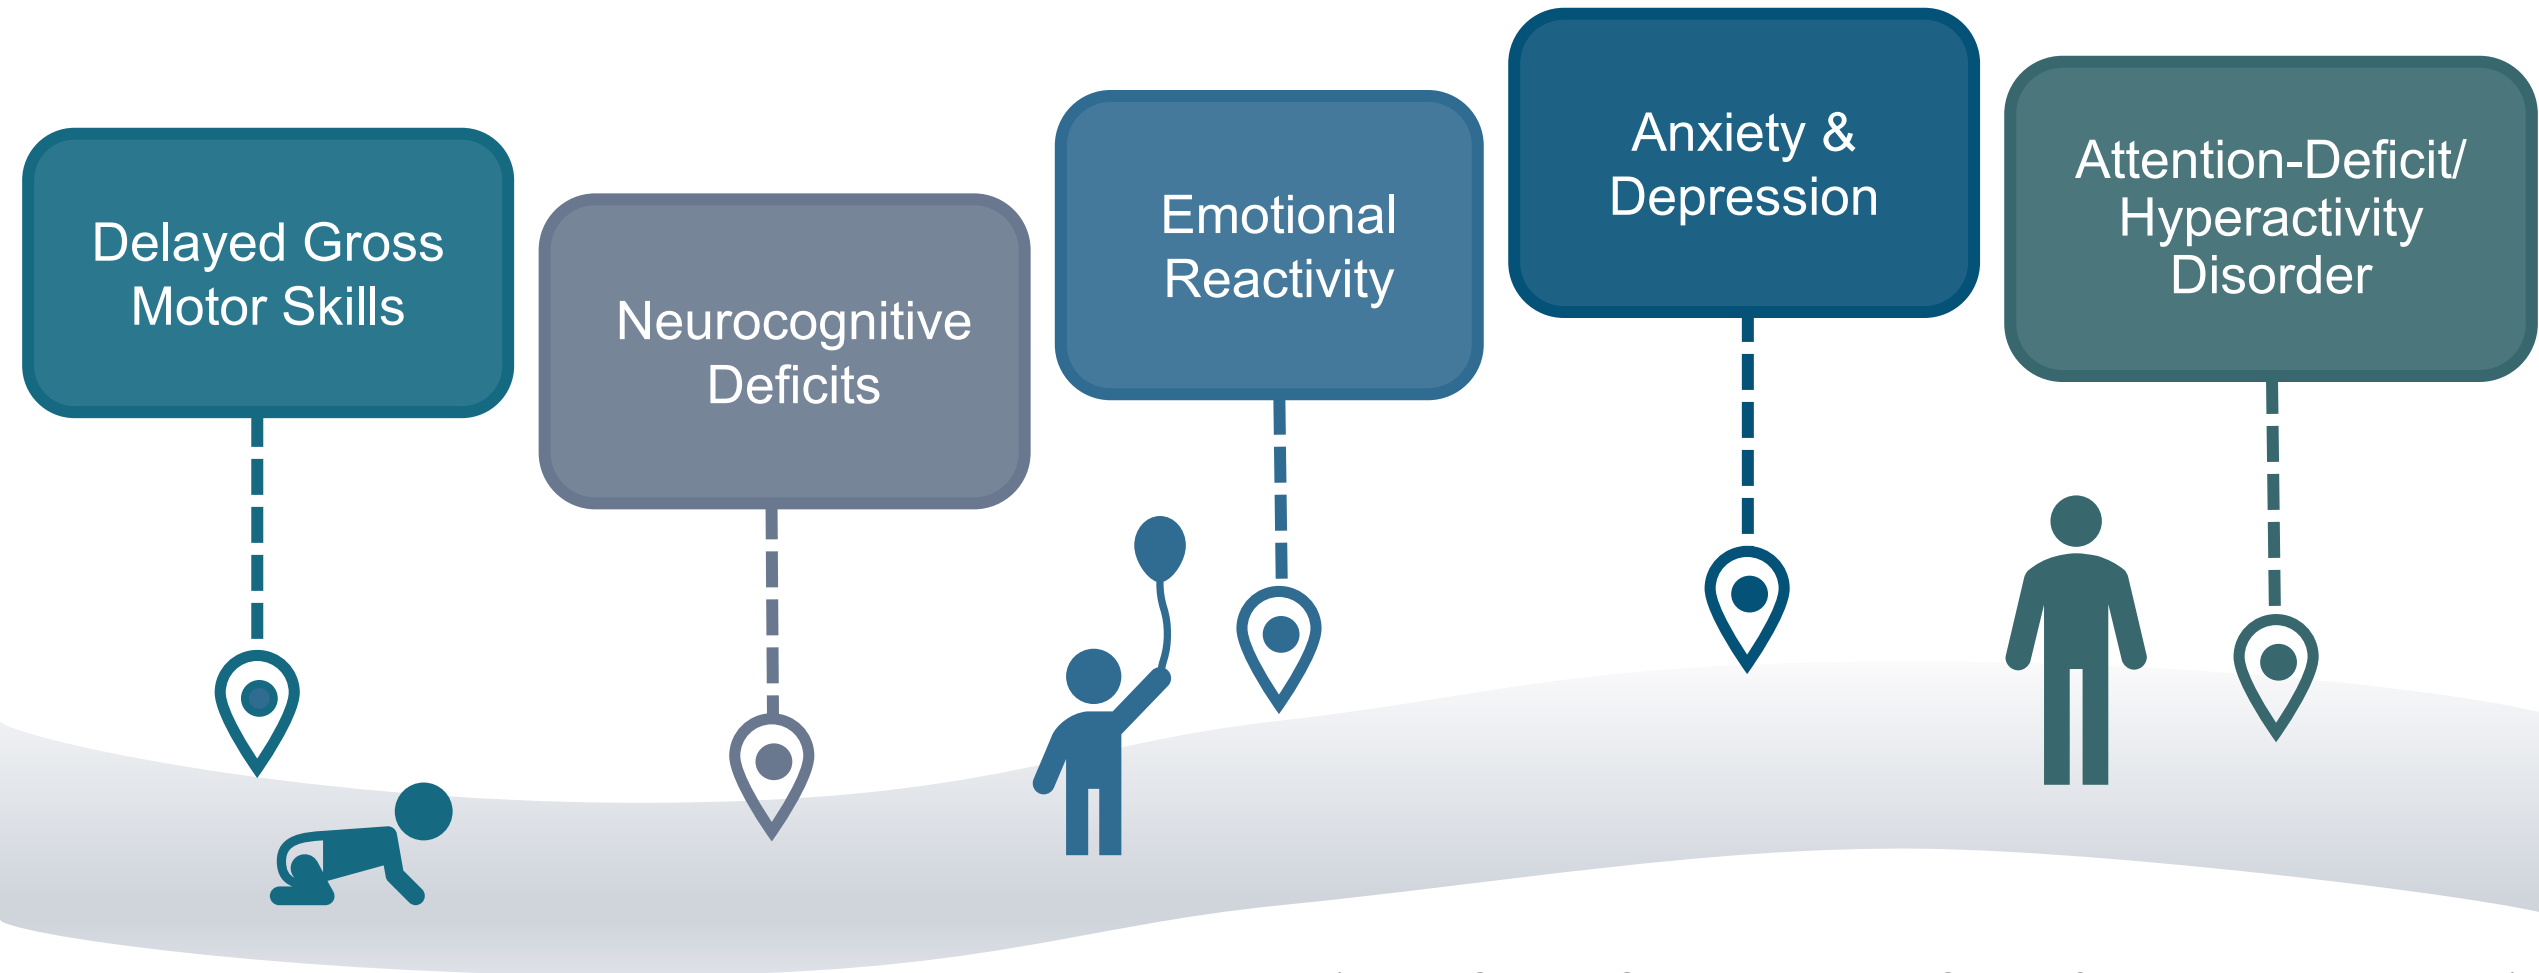 Delayed Gross
Motor Skills
Neurocognitive
Deficits
Emotional
Reactivity
Anxiety &
Depression
Attention-Deficit/
Hyperactivity
Disorder